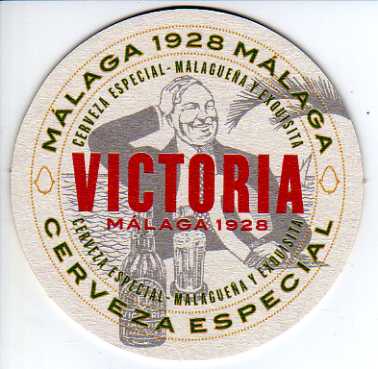 MÁLAGA 1928 MÁLAGA
CERVEZA ESPECIAL - MALAGUEÑA Y EXQUISITA
VICTORIA
MÁLAGA 1928
CERVEZA ESPECIAL - MALAGUEÑA Y EXQUISITA
CERVEZA ESPECIAL